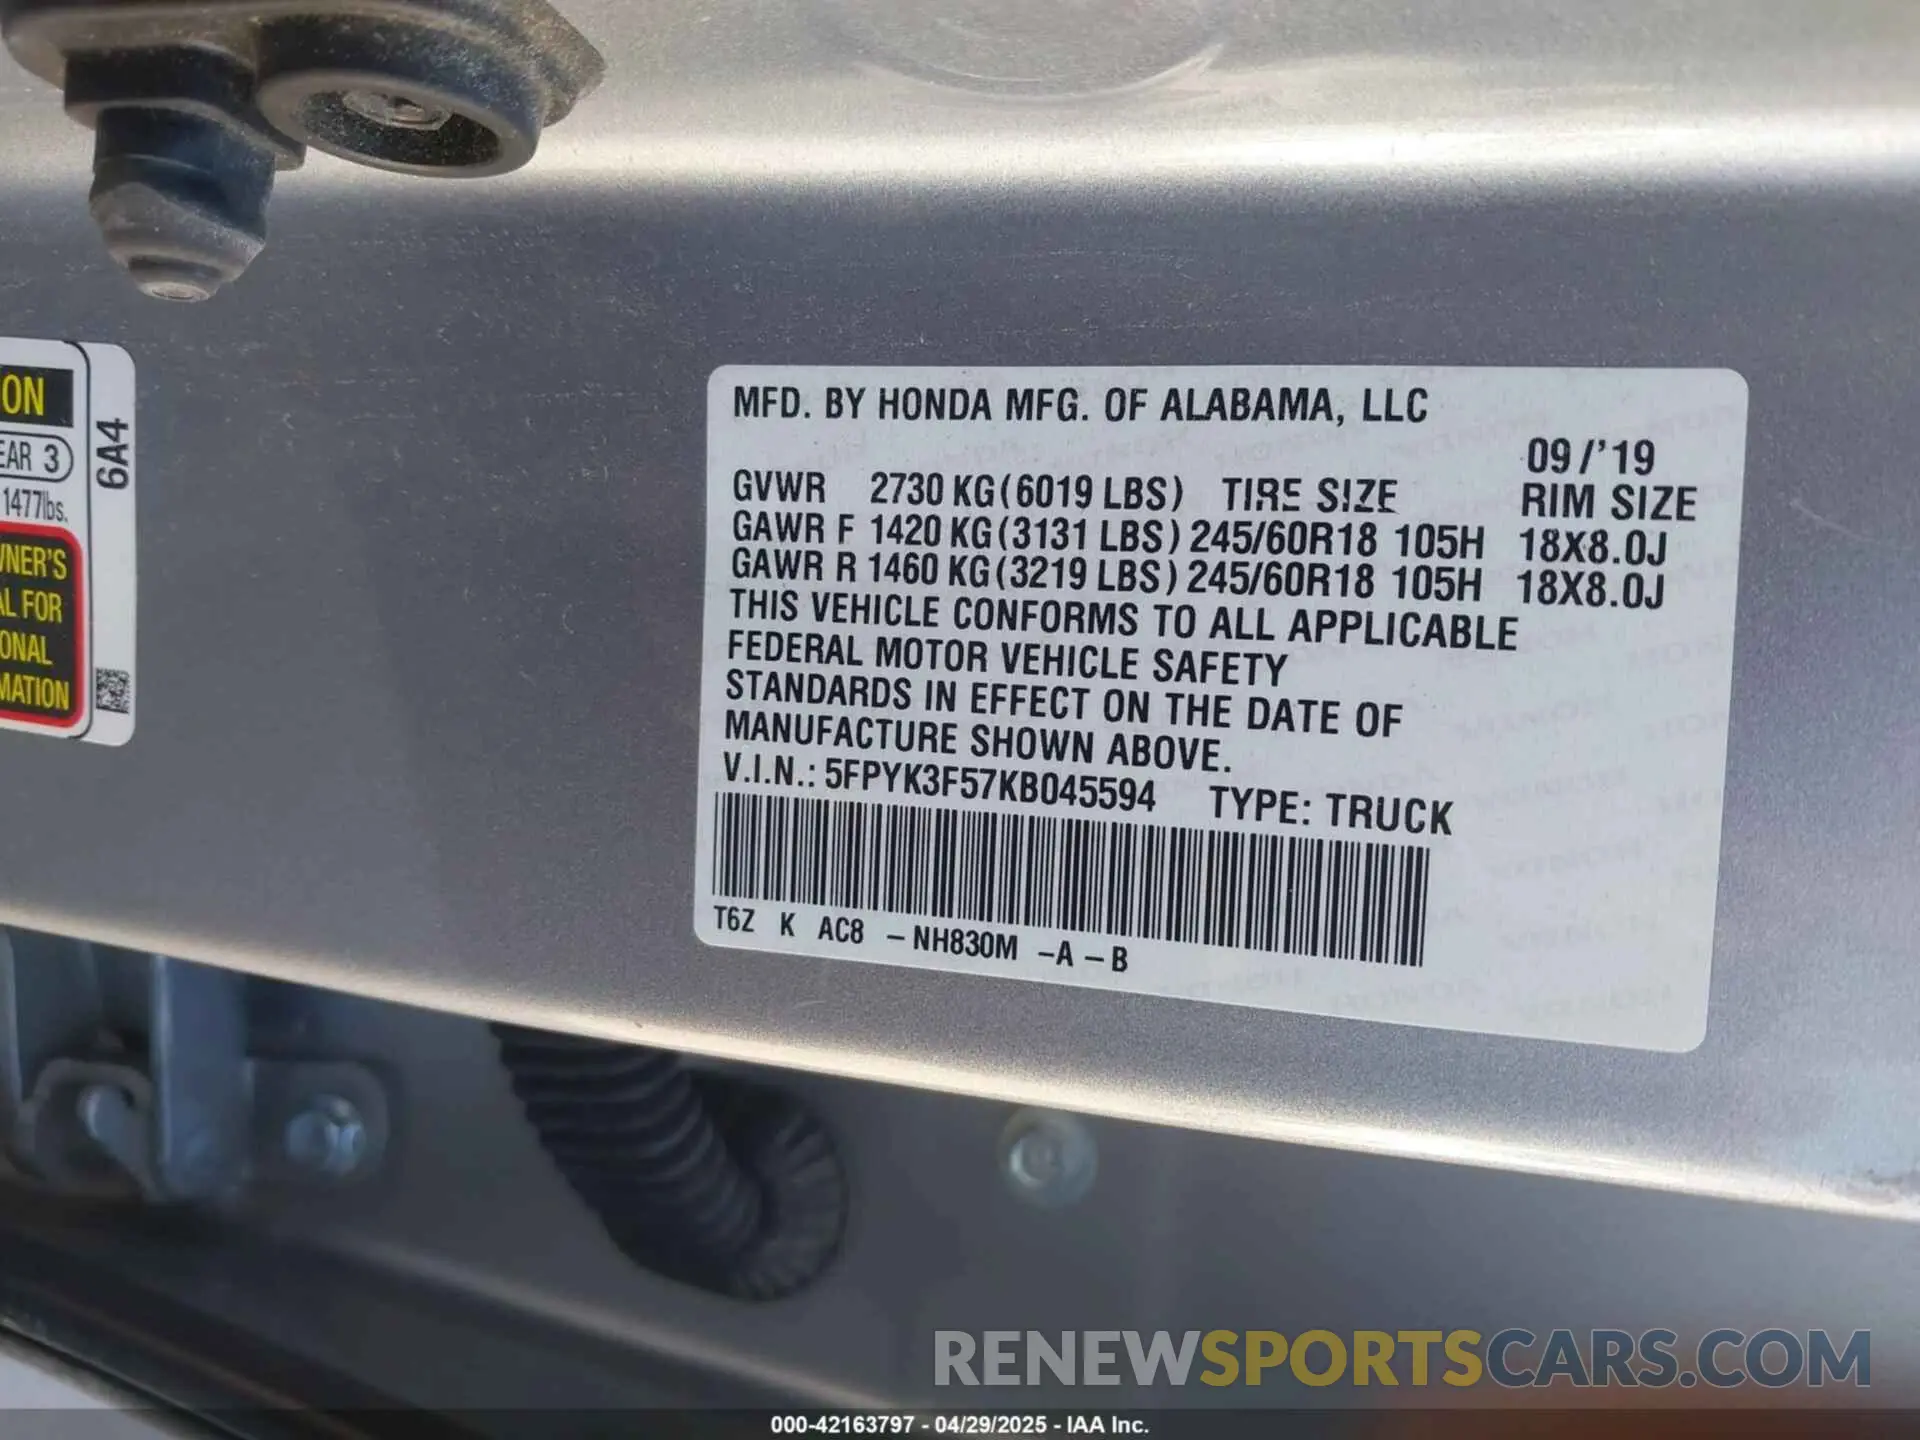 ON
EAR 3
1477lbs.
WNER'S
AL FOR
ONAL
MATION
6A4
MFD. BY HONDA MFG. OF ALABAMA, LLC
09/'19
GVWR 2730 KG(6019 LBS) TIRE SIZE RIM SIZE
GAWR F 1420 KG(3131 LBS) 245/60R18 105H 18X8.0J
GAWR R 1460 KG(3219 LBS) 245/60R18 105H 18X8.0J
THIS VEHICLE CONFORMS TO ALL APPLICABLE
FEDERAL MOTOR VEHICLE SAFETY
STANDARDS IN EFFECT ON THE DATE OF
MANUFACTURE SHOWN ABOVE.
V.I.N.: 5FPYK3F57KB045594 TYPE: TRUCK
T6Z K AC8 -NH830M -A-B
RENEWSPORTSCARS.COM
000-42163797 - 04/29/2025 - IAA Inc.